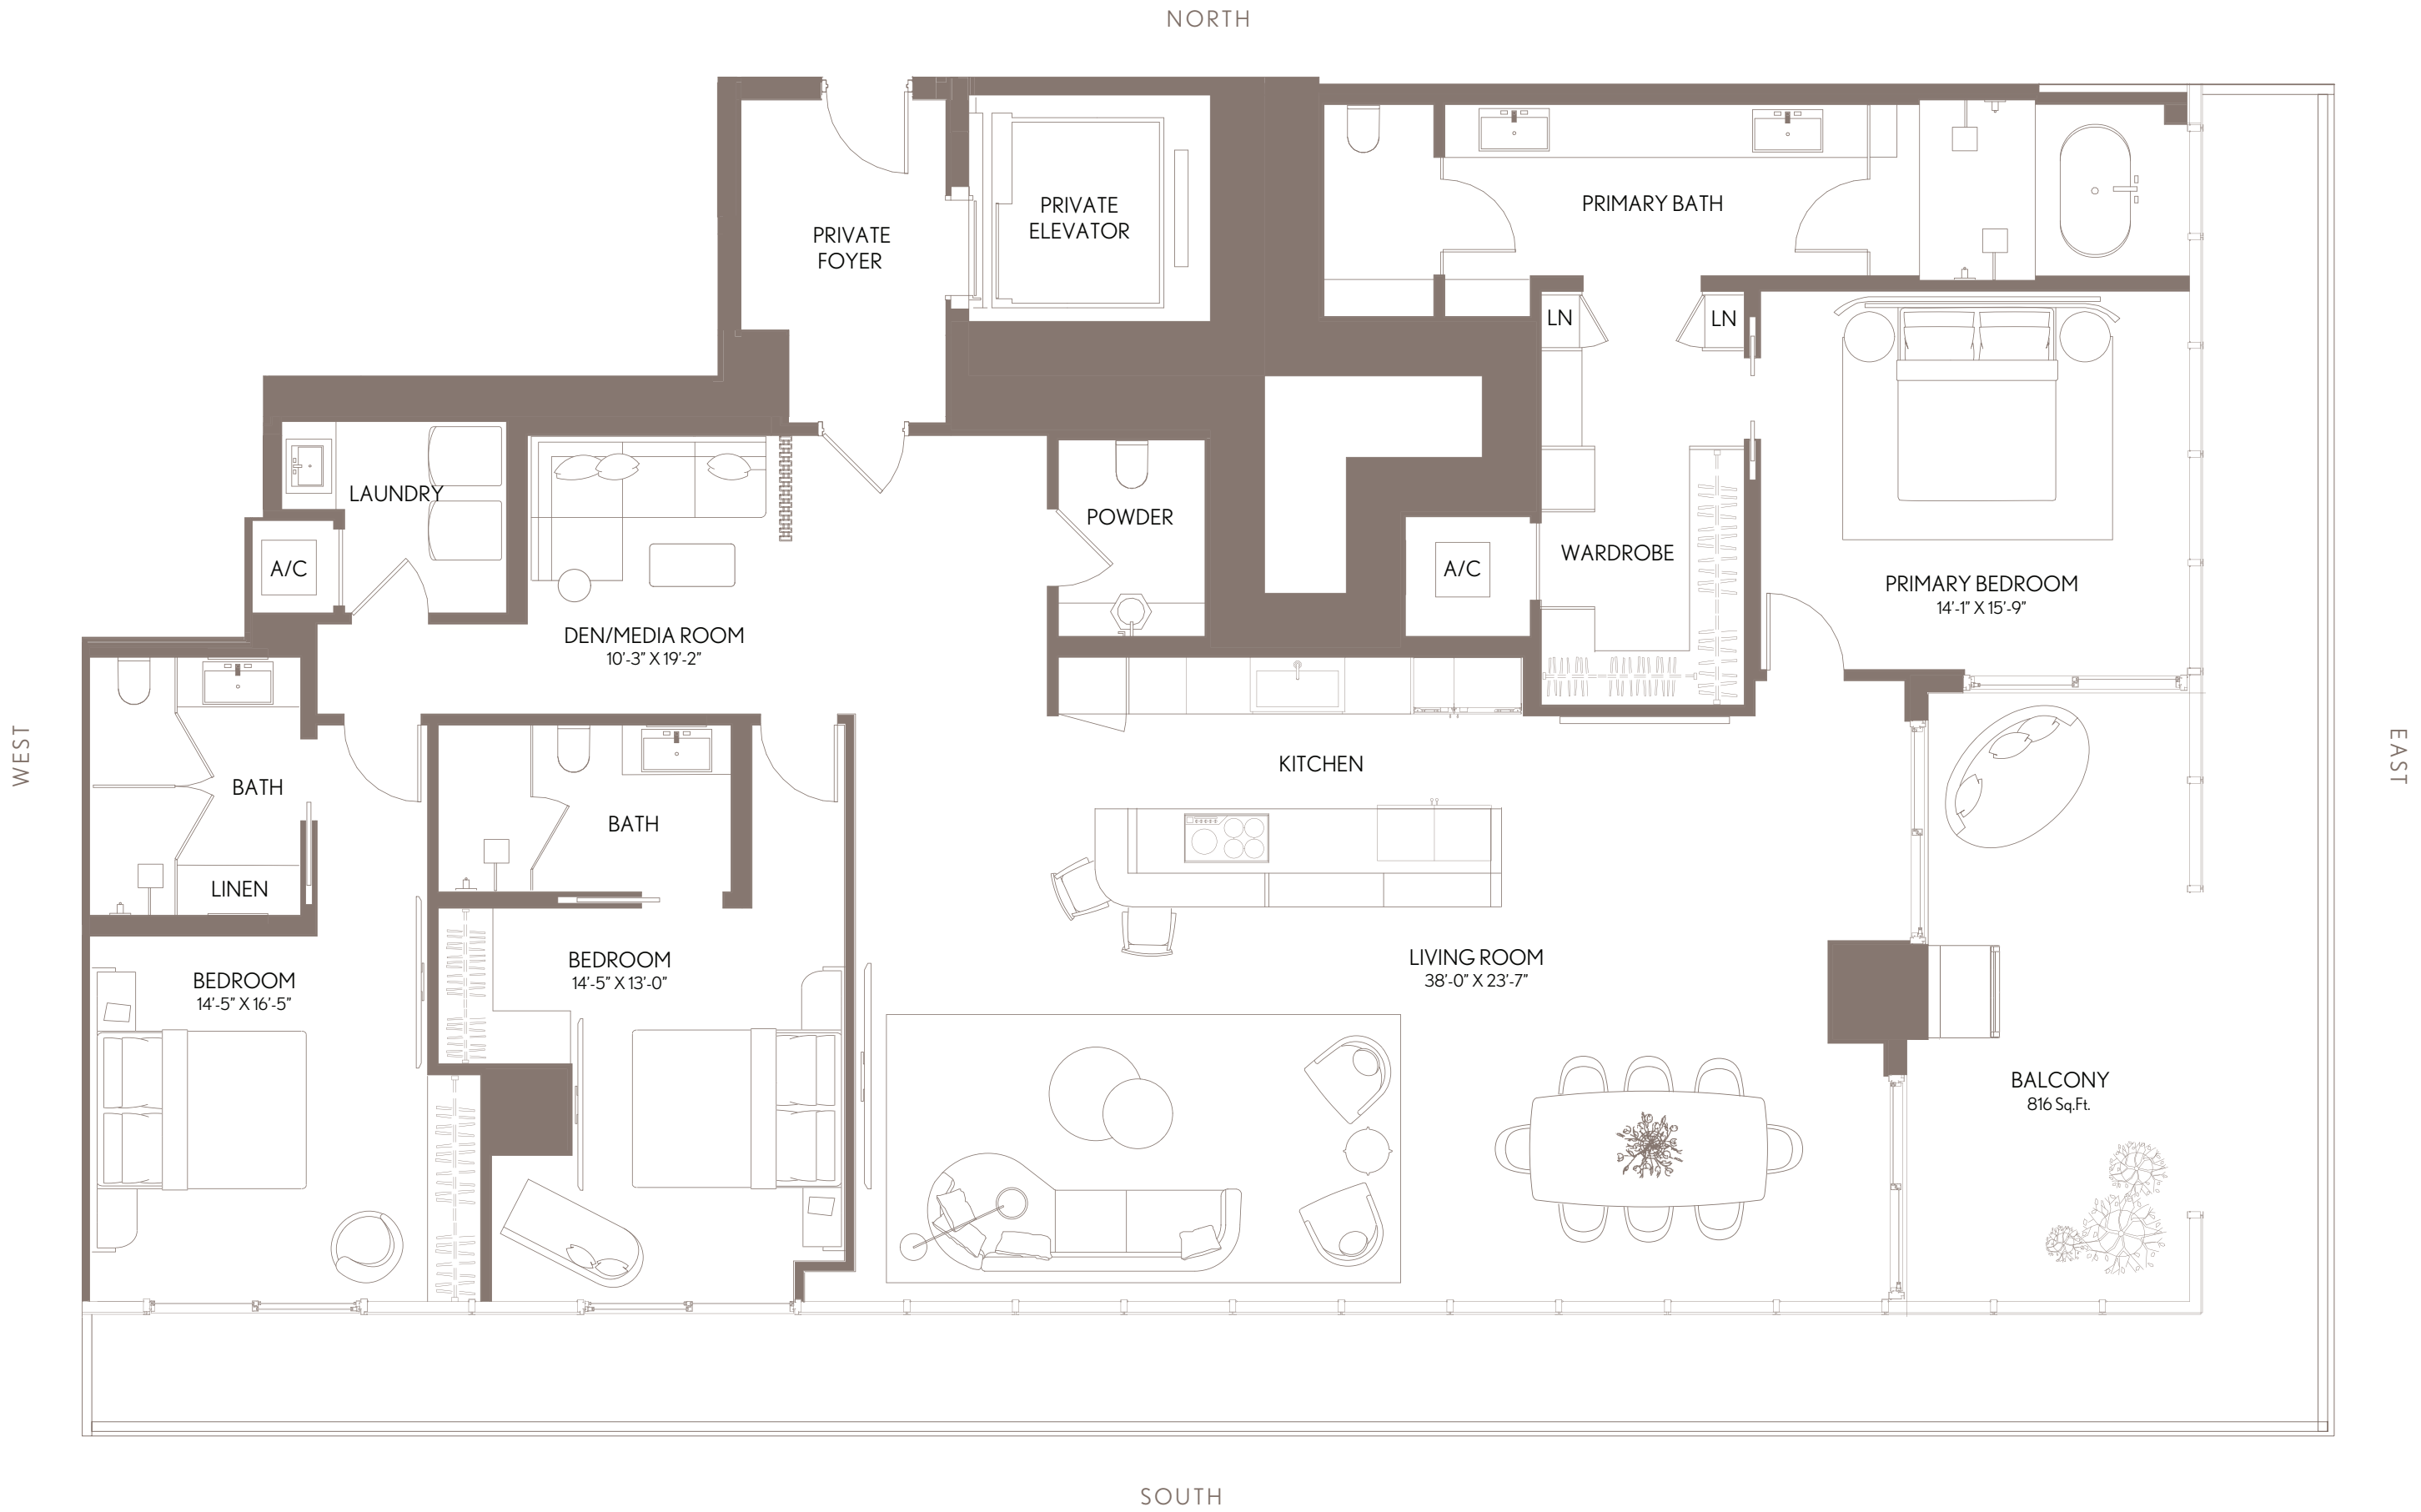 NORTH
PRIVATE
ELEVATOR
PRIMARY BATH
PRIVATE
FOYER
LN
LN
LAUNDRY
POWDER
A/C
A/C
WARDROBE
PRIMARY BEDROOM
14'-1" X 15'-9"
DEN/MEDIA ROOM
10'-3" X 19'-2"
WEST
EAST
KITCHEN
BATH
BATH
LINEN
BEDROOM
14'-5" X 16'-5"
BEDROOM
14'-5" X 13'-0"
LIVING ROOM
38'-0" X 23'-7"
BALCONY
816 Sq.Ft.
SOUTH